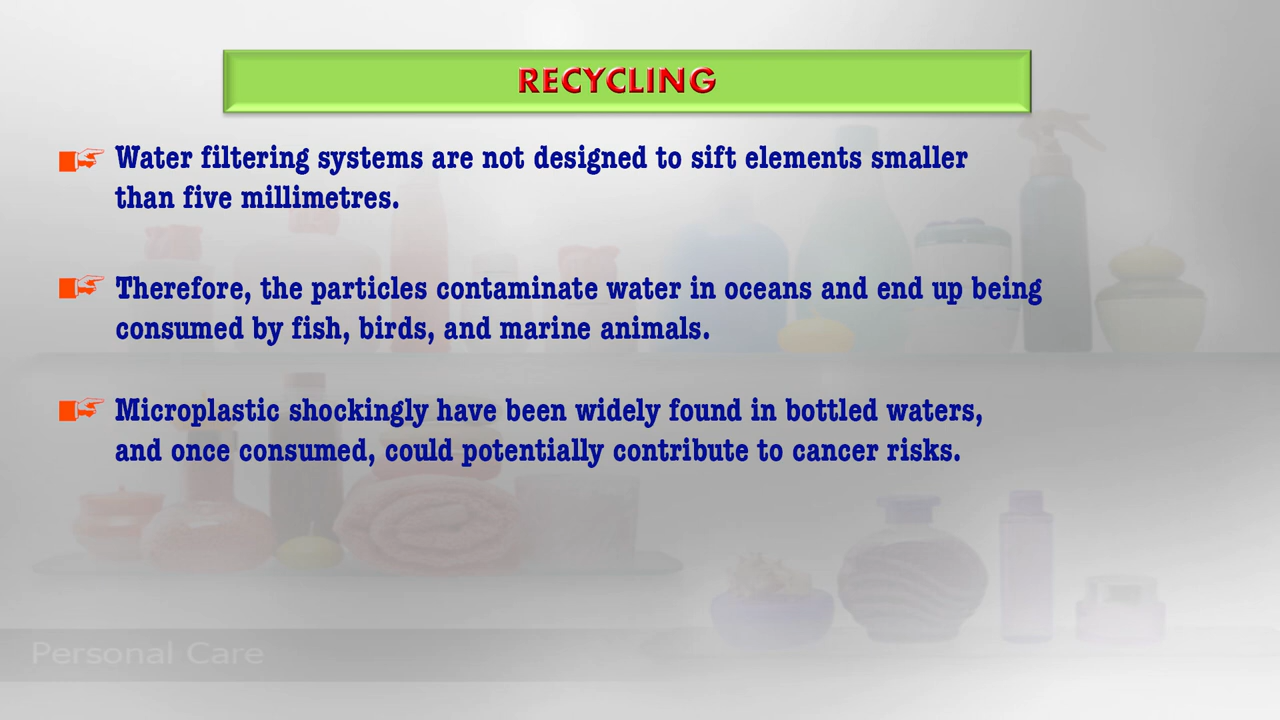 RECYCLING
Water filtering systems are not designed to sift elements smaller
than five millimetres.
Therefore, the particles contaminate water in oceans and end up being
consumed by fish, birds, and marine animals.
Microplastic shockingly have been widely found in bottled waters,
and once consumed, could potentially contribute to cancer risks.
Personal Care